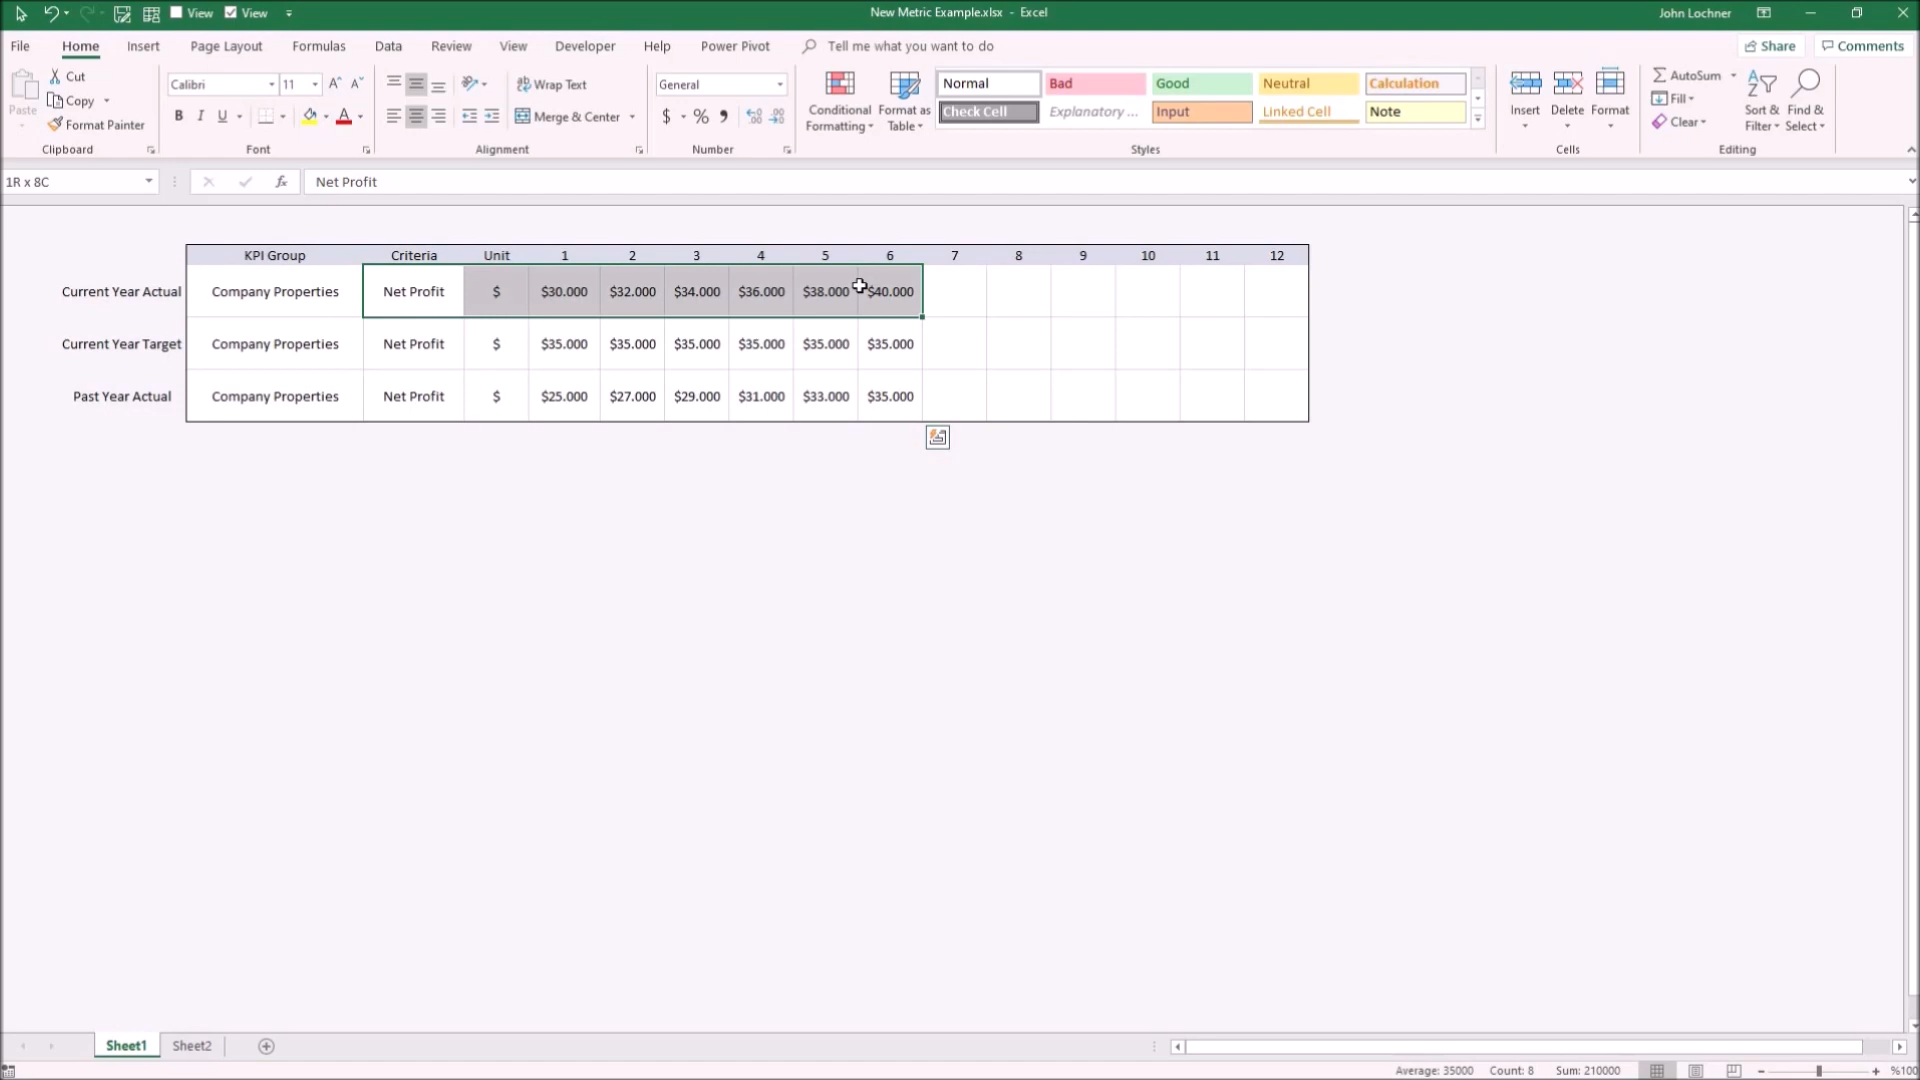 View View New Metric Example.xlsx - Excel John Lochner
File Home Insert Page Layout Formulas Data Review View Developer Help Power Pivot Tell me what you want to do Share Comments
Paste
Cut
Copy
Format Painter
Clipboard
Calibri 11
B I U
Font
Wrap Text
Merge & Center
Alignment
General
$ % ,
Number
Conditional
Formatting
Format as
Table
Normal Bad Good Neutral Calculation
Check Cell Explanatory ... Input Linked Cell Note
Styles
Insert Delete Format
Cells
AutoSum
Fill
Clear
Sort &
Filter
Find &
Select
Editing
1R x 8C fx Net Profit
KPI Group Criteria Unit 1 2 3 4 5 6 7 8 9 10 11 12
Current Year Actual Company Properties Net Profit $ $30.000 $32.000 $34.000 $36.000 $38.000 $40.000
Current Year Target Company Properties Net Profit $ $35.000 $35.000 $35.000 $35.000 $35.000 $35.000
Past Year Actual Company Properties Net Profit $ $25.000 $27.000 $29.000 $31.000 $33.000 $35.000
Sheet1 Sheet2
Average: 35000 Count: 8 Sum: 210000 %100